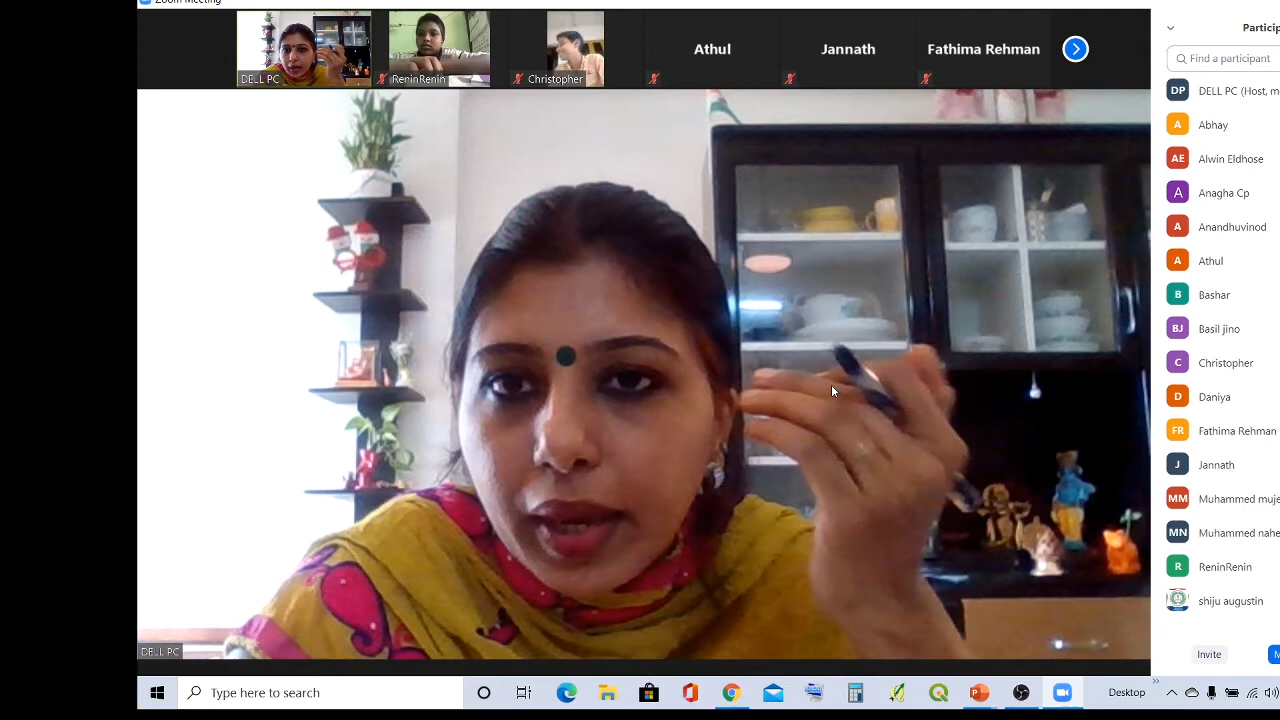 Zoom Meeting
DELL PC
ReninRenin
Christopher
Athul
Jannath
Fathima Rehman
Particip
Find a participant
DP DELL PC (Host, m
A Abhay
AE Alwin Eldhose
A Anagha Cp
A Anandhuvinod
A Athul
B Bashar
BJ Basil jino
C Christopher
D Daniya
FR Fathima Rehman
J Jannath
MM Muhammed muje
MN Muhammed nahe
R ReninRenin
shiju augustin
DELL PC
Invite
M
Type here to search
Desktop